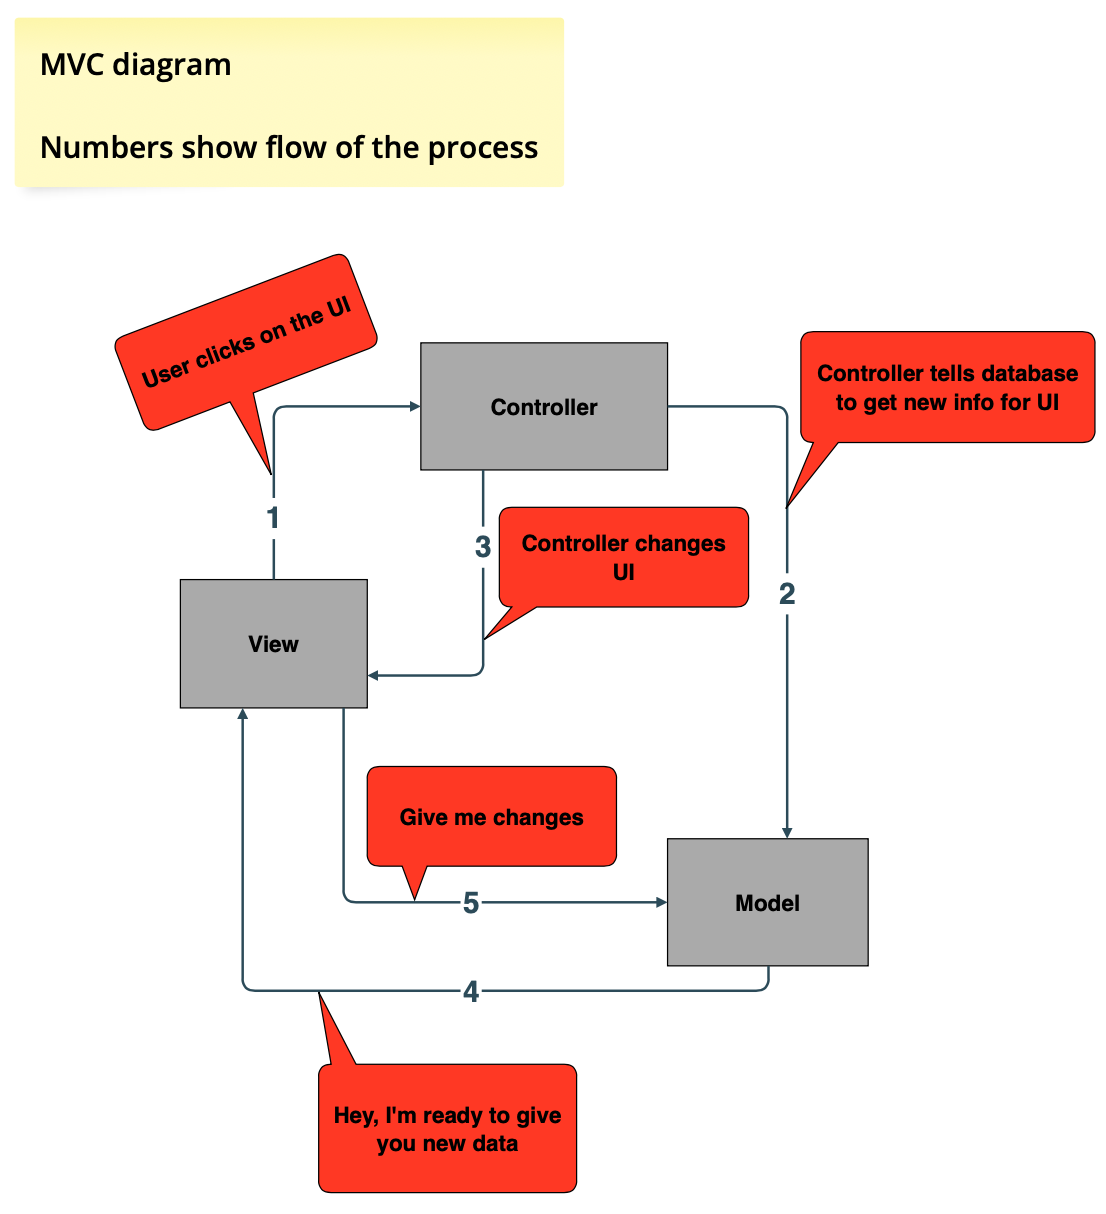 MVC diagram
Numbers show flow of the process
User clicks on the UI
Controller
Controller tells database
to get new info for UI
1
3
Controller changes
UI
2
View
Give me changes
5
Model
4
Hey, I'm ready to give
you new data